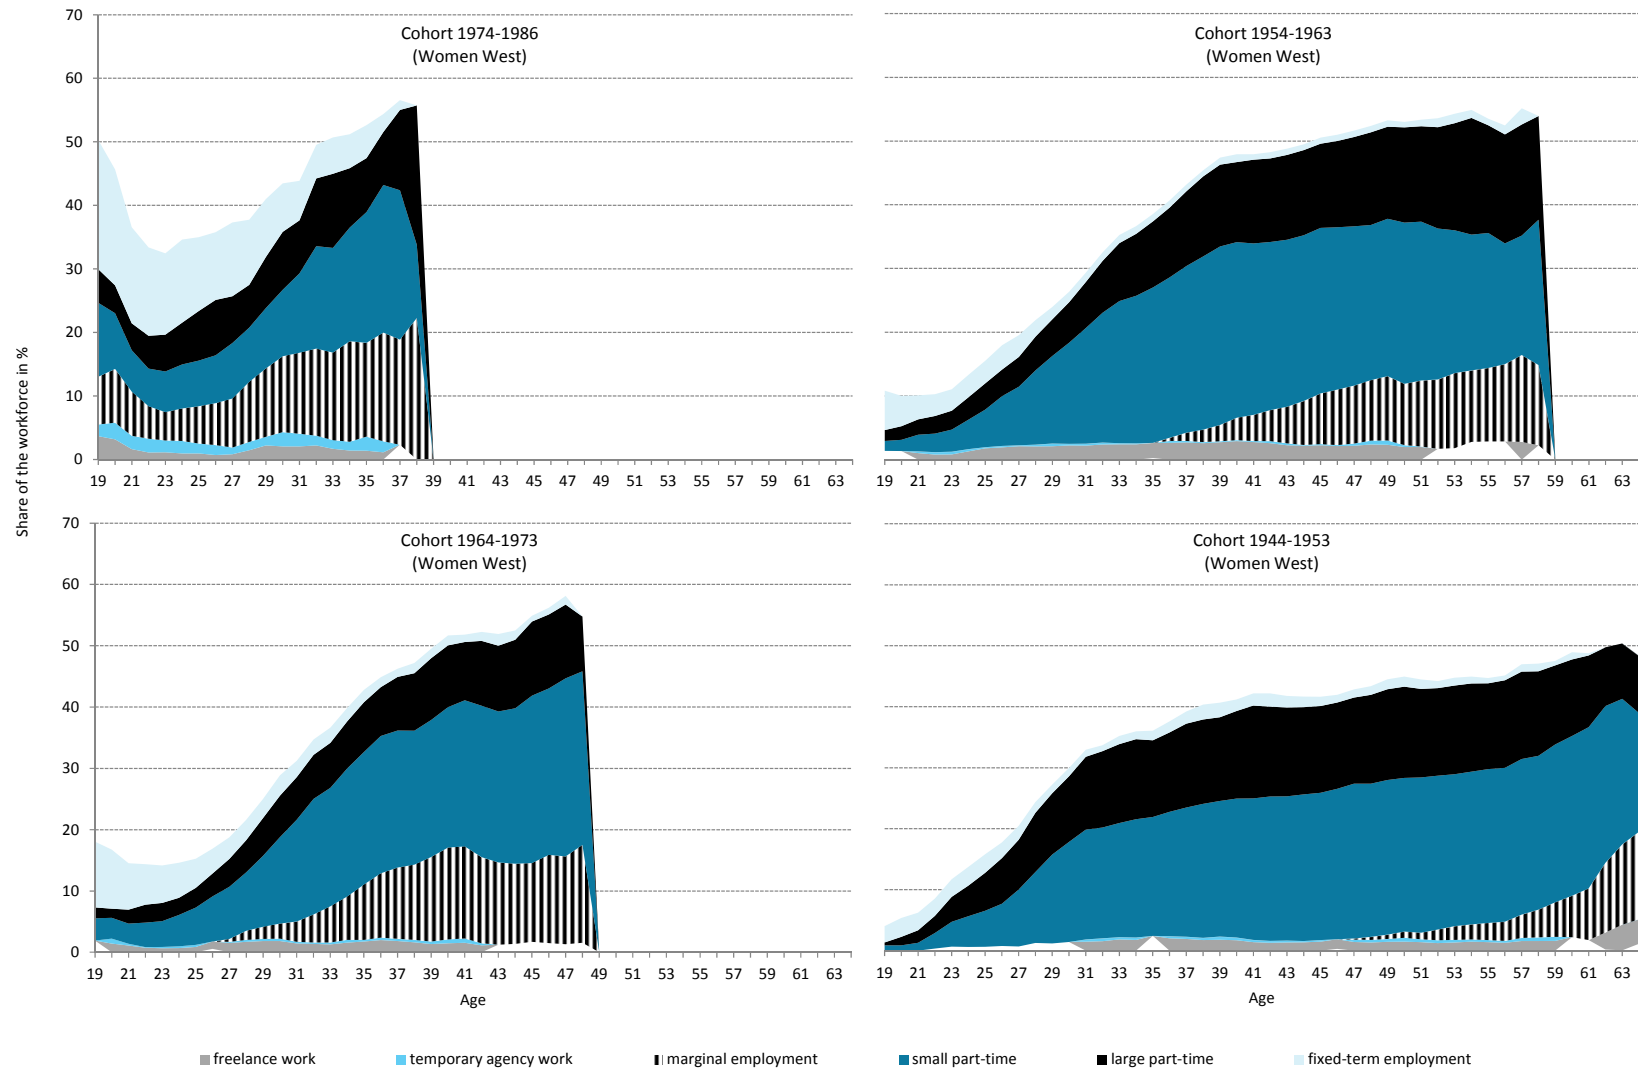 Share of the workforce in %
Cohort 1974-1986
(Women West)
70
60
50
40
30
20
10
0
19 21 23 25 27 29 31 33 35 37 39 41 43 45 47 49 51 53 55 57 59 61 63
Cohort 1954-1963
(Women West)
19 21 23 25 27 29 31 33 35 37 39 41 43 45 47 49 51 53 55 57 59 61 63
Cohort 1964-1973
(Women West)
70
60
50
40
30
20
10
0
19 21 23 25 27 29 31 33 35 37 39 41 43 45 47 49 51 53 55 57 59 61 63
Age
Cohort 1944-1953
(Women West)
19 21 23 25 27 29 31 33 35 37 39 41 43 45 47 49 51 53 55 57 59 61 63
Age
freelance work temporary agency work marginal employment small part-time large part-time fixed-term employment